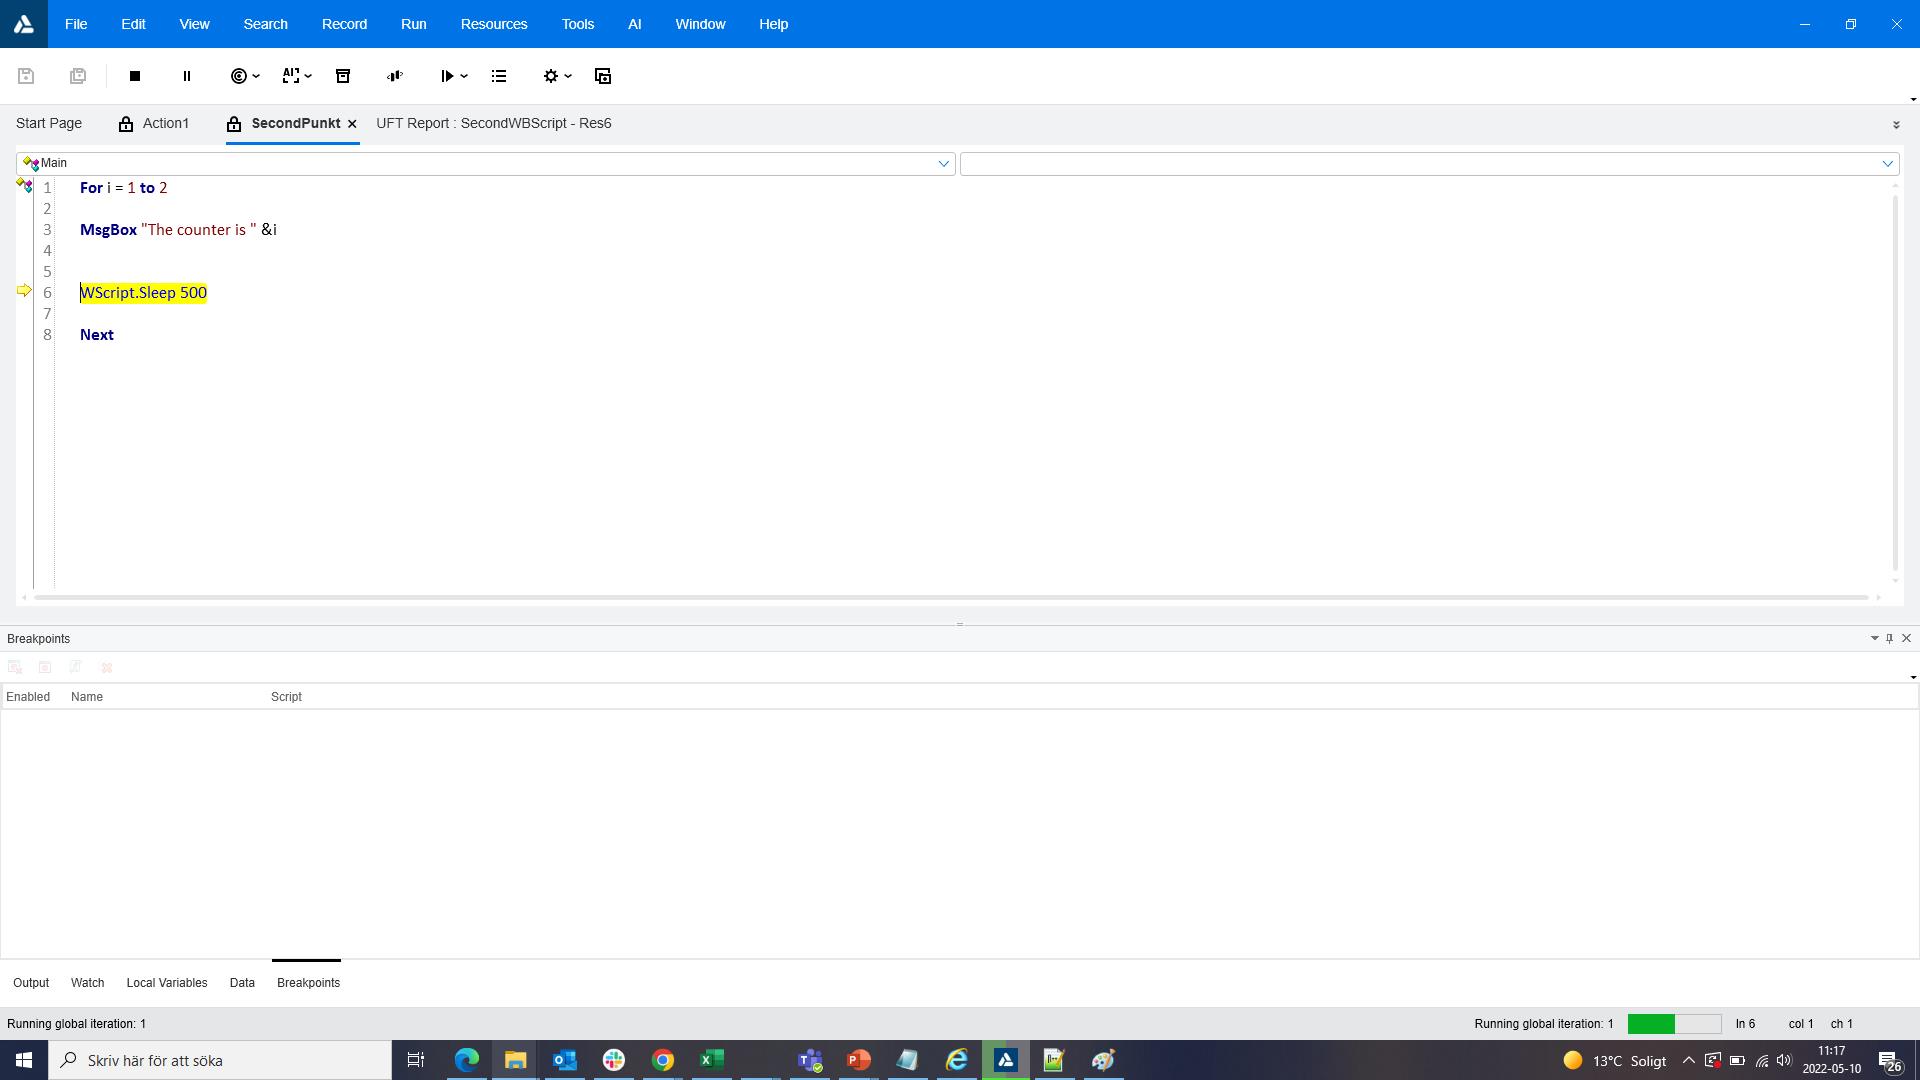 File Edit View Search Record Run Resources Tools AI Window Help
AI
Start Page Action1 SecondPunkt UFT Report : SecondWBScript - Res6
Main
1 For i = 1 to 2
2
3 MsgBox "The counter is " &i
4
5
6 WScript.Sleep 500
7
8 Next
Breakpoints
Enabled Name Script
Output Watch Local Variables Data Breakpoints
Running global iteration: 1 Running global iteration: 1 ln 6 col 1 ch 1
Skriv här för att söka 13°C Soligt 11:17
2022-05-10 26